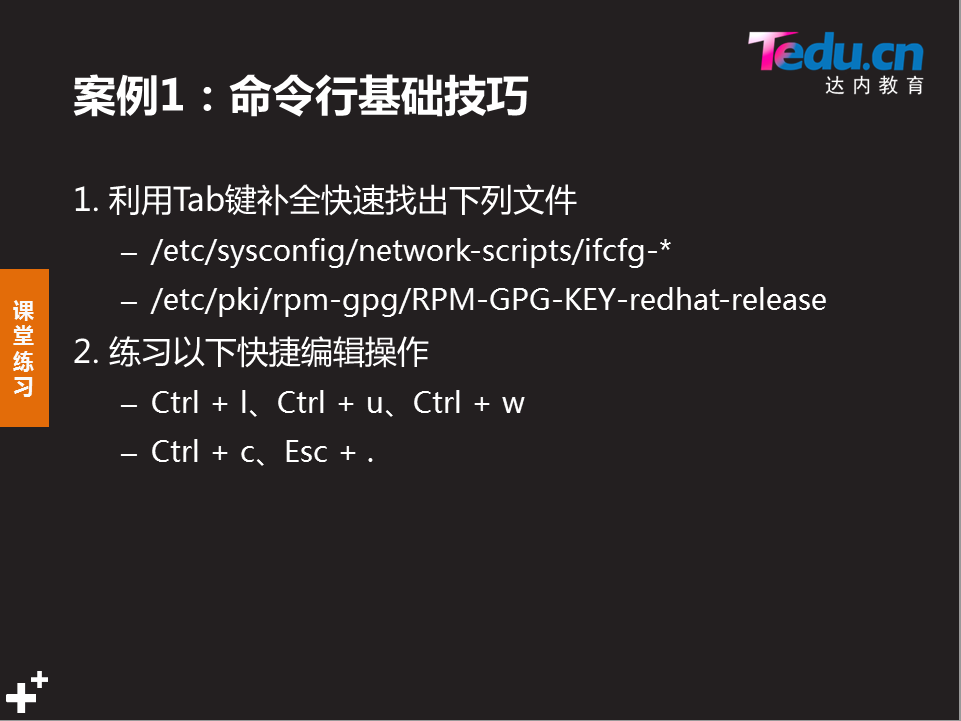 Tedu.cn
达内教育
案例1：命令行基础技巧
1. 利用Tab键补全快速找出下列文件
– /etc/sysconfig/network-scripts/ifcfg-*
– /etc/pki/rpm-gpg/RPM-GPG-KEY-redhat-release
2. 练习以下快捷编辑操作
– Ctrl + l、Ctrl + u、Ctrl + w
– Ctrl + c、Esc + .
课堂练习